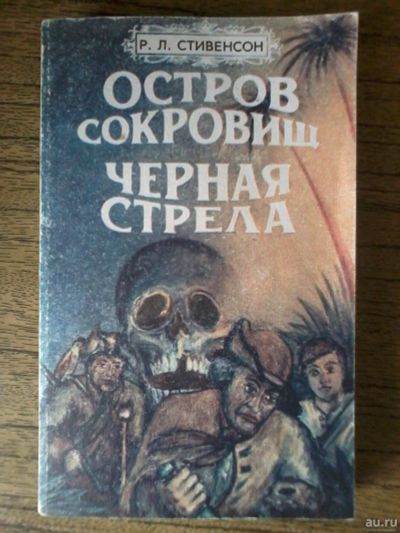 Р. Л. СТИВЕНСОН
ОСТРОВ
СОКРОВИЩ
ЧЕРНАЯ
СТРЕЛА
au.ru